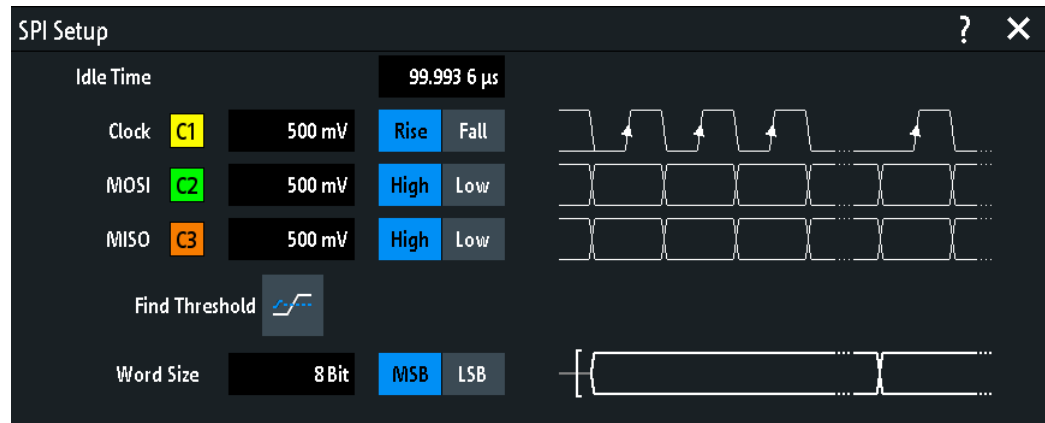 SPI Setup ? ×
Idle Time 99.993 6 µs
Clock C1 500 mV Rise Fall
MOSI C2 500 mV High Low
MISO C3 500 mV High Low
Find Threshold
Word Size 8 Bit MSB LSB